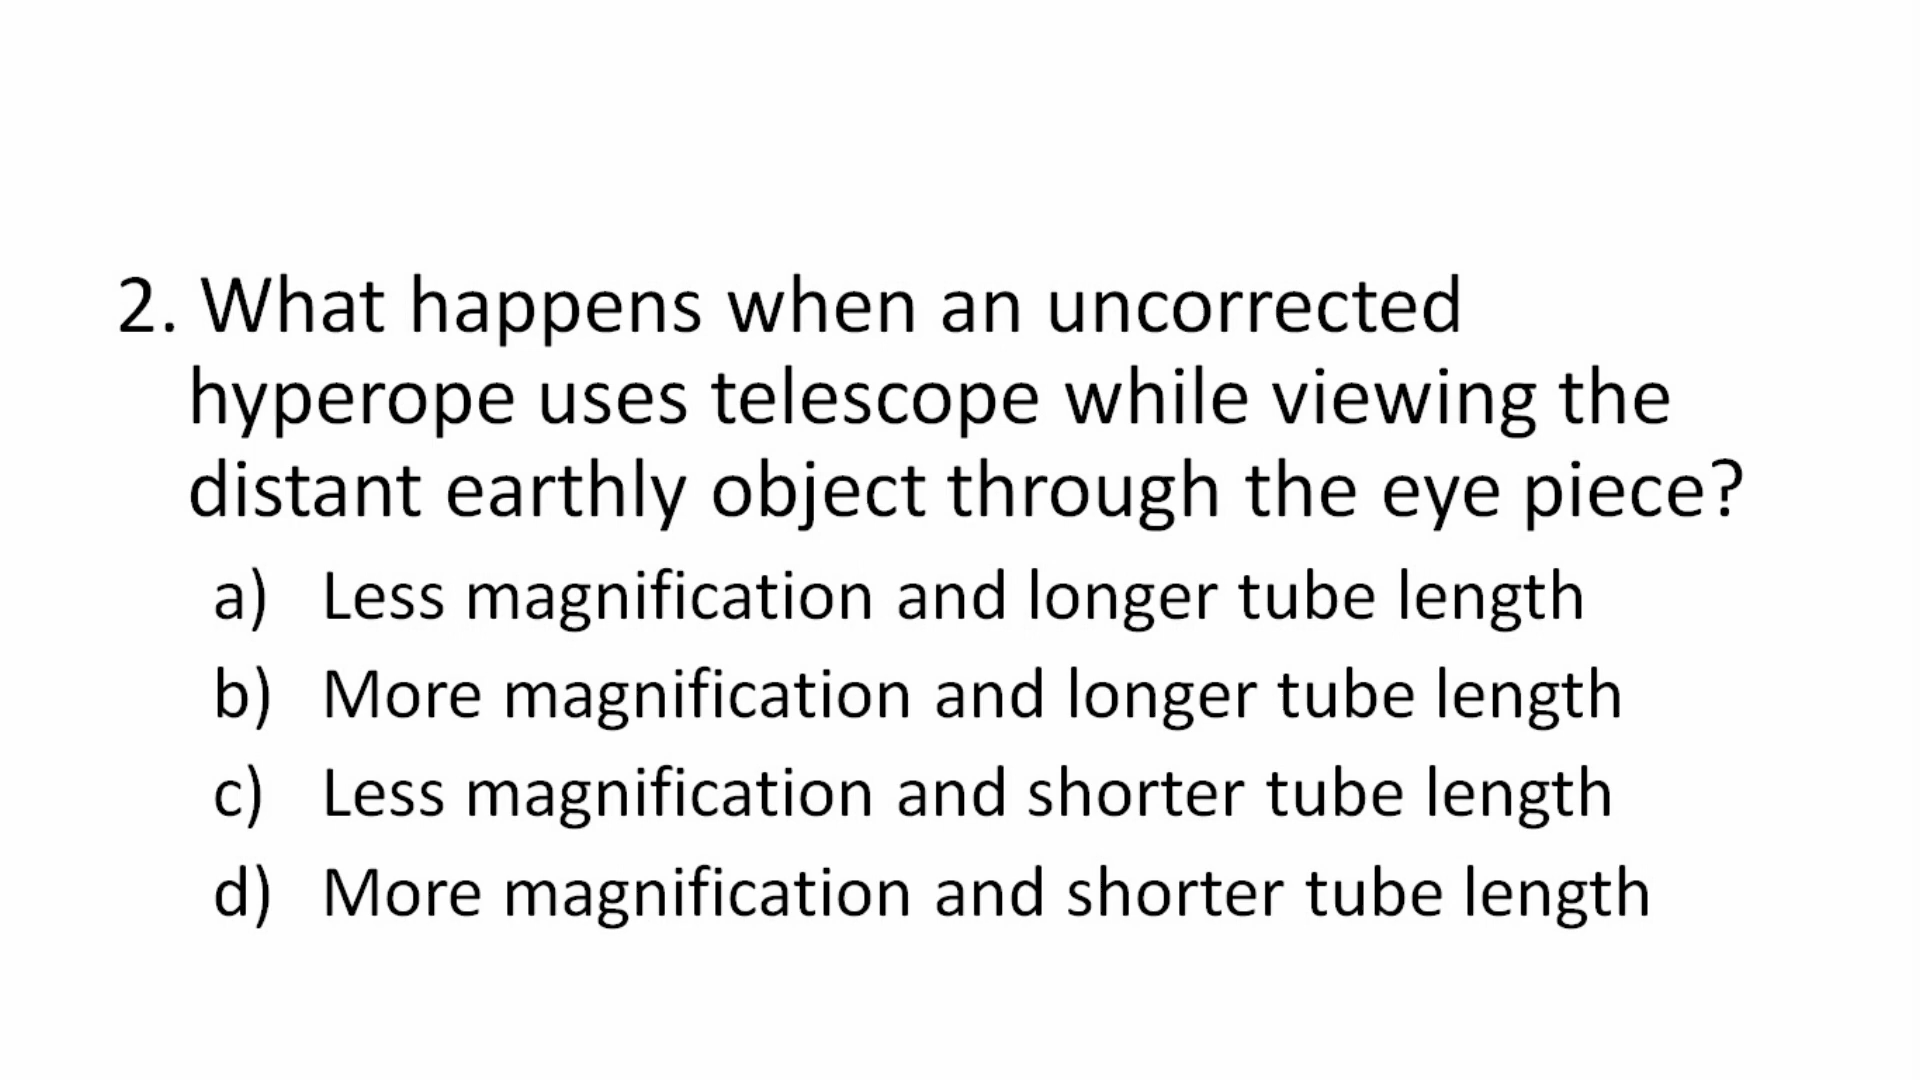 2. What happens when an uncorrected
hyperope uses telescope while viewing the
distant earthly object through the eye piece?
a) Less magnification and longer tube length
b) More magnification and longer tube length
c) Less magnification and shorter tube length
d) More magnification and shorter tube length